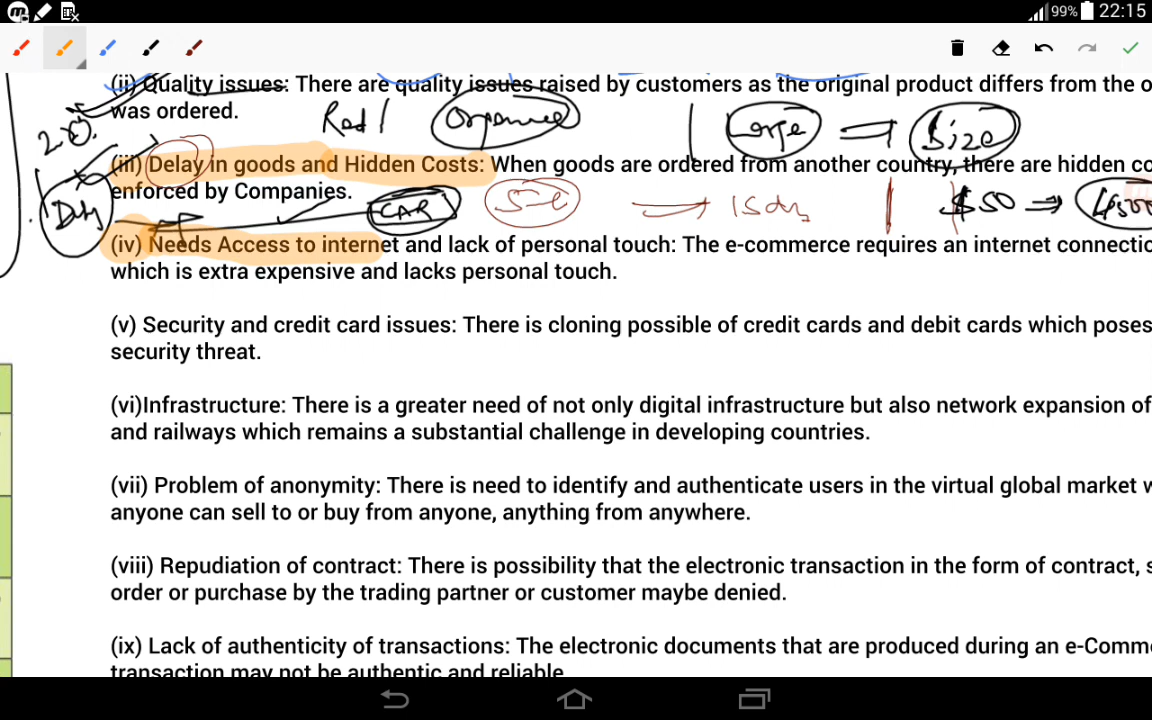 99% 22:15
(ii) Quality issues: There are quality issues raised by customers as the original product differs from the o
was ordered.
Red
Large Size
(iii) Delay in goods and Hidden Costs: When goods are ordered from another country, there are hidden co
enforced by Companies.
CAR
$50
(iv) Needs Access to internet and lack of personal touch: The e-commerce requires an internet connectio
which is extra expensive and lacks personal touch.
(v) Security and credit card issues: There is cloning possible of credit cards and debit cards which poses
security threat.
(vi)Infrastructure: There is a greater need of not only digital infrastructure but also network expansion of
and railways which remains a substantial challenge in developing countries.
(vii) Problem of anonymity: There is need to identify and authenticate users in the virtual global market w
anyone can sell to or buy from anyone, anything from anywhere.
(viii) Repudiation of contract: There is possibility that the electronic transaction in the form of contract, s
order or purchase by the trading partner or customer maybe denied.
(ix) Lack of authenticity of transactions: The electronic documents that are produced during an e-Comme
transaction may not be authentic and reliable